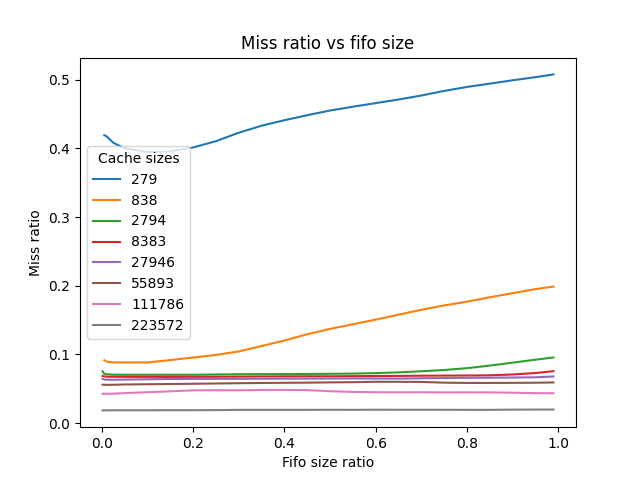 Miss ratio vs fifo size
0.5
0.4
0.3
0.2
0.1
0.0
Miss ratio
Cache sizes
279
838
2794
8383
27946
55893
111786
223572
0.0 0.2 0.4 0.6 0.8 1.0
Fifo size ratio